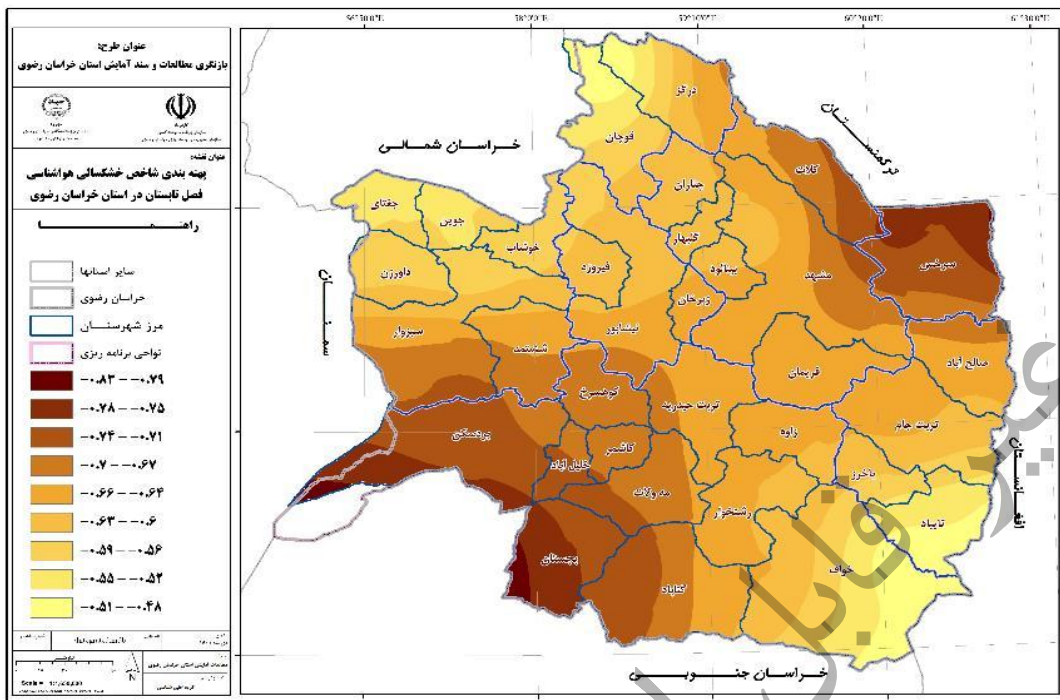 عنوان طرح:
بازنگری مطالعات و سند آمایش استان خراسان رضوی
عنوان نقشه:
پهنه بندی شاخص خشکسالی هواشناسی
فصل تابستان در استان خراسان رضوی
راهنما
سایر استانها
خراسان رضوی
مرز شهرستان
نواحی برنامه ریزی
-۰.۸۳ - -۰.۷۹
-۰.۷۸ - -۰.۷۵
-۰.۷۴ - -۰.۷۱
-۰.۷ - -۰.۶۷
-۰.۶۶ - -۰.۶۴
-۰.۶۳ - -۰.۶
-۰.۵۹ - -۰.۵۶
-۰.۵۵ - -۰.۵۲
-۰.۵۱ - -۰.۴۸
N
خراسان شمالی
ترکمنستان
سمنان
افغانستان
خراسان جنوبی
درگز
قوچان
کلات
چناران
جغتای
جوین
خوشاب
گلبهار
سرخس
داورزن
فیروزه
بینالود
مشهد
زبرخان
سبزوار
نیشابور
ششتمد
صالح آباد
فریمان
کوهسرخ
تربت حیدریه
تربت جام
بردسکن
زاوه
کاشمر
خلیل آباد
باخرز
مه ولات
رشتخوار
تایباد
بجستان
گناباد
خواف
غیر قابل